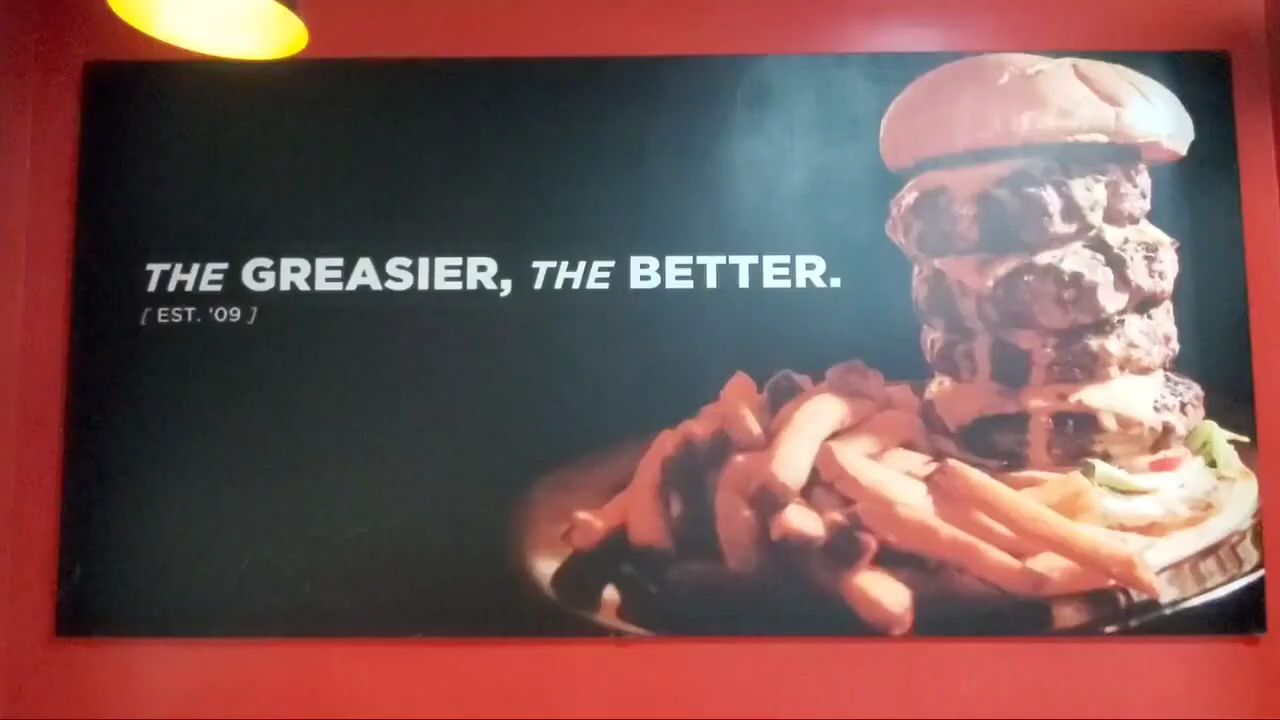 THE GREASIER, THE BETTER.
[ EST. '09 ]